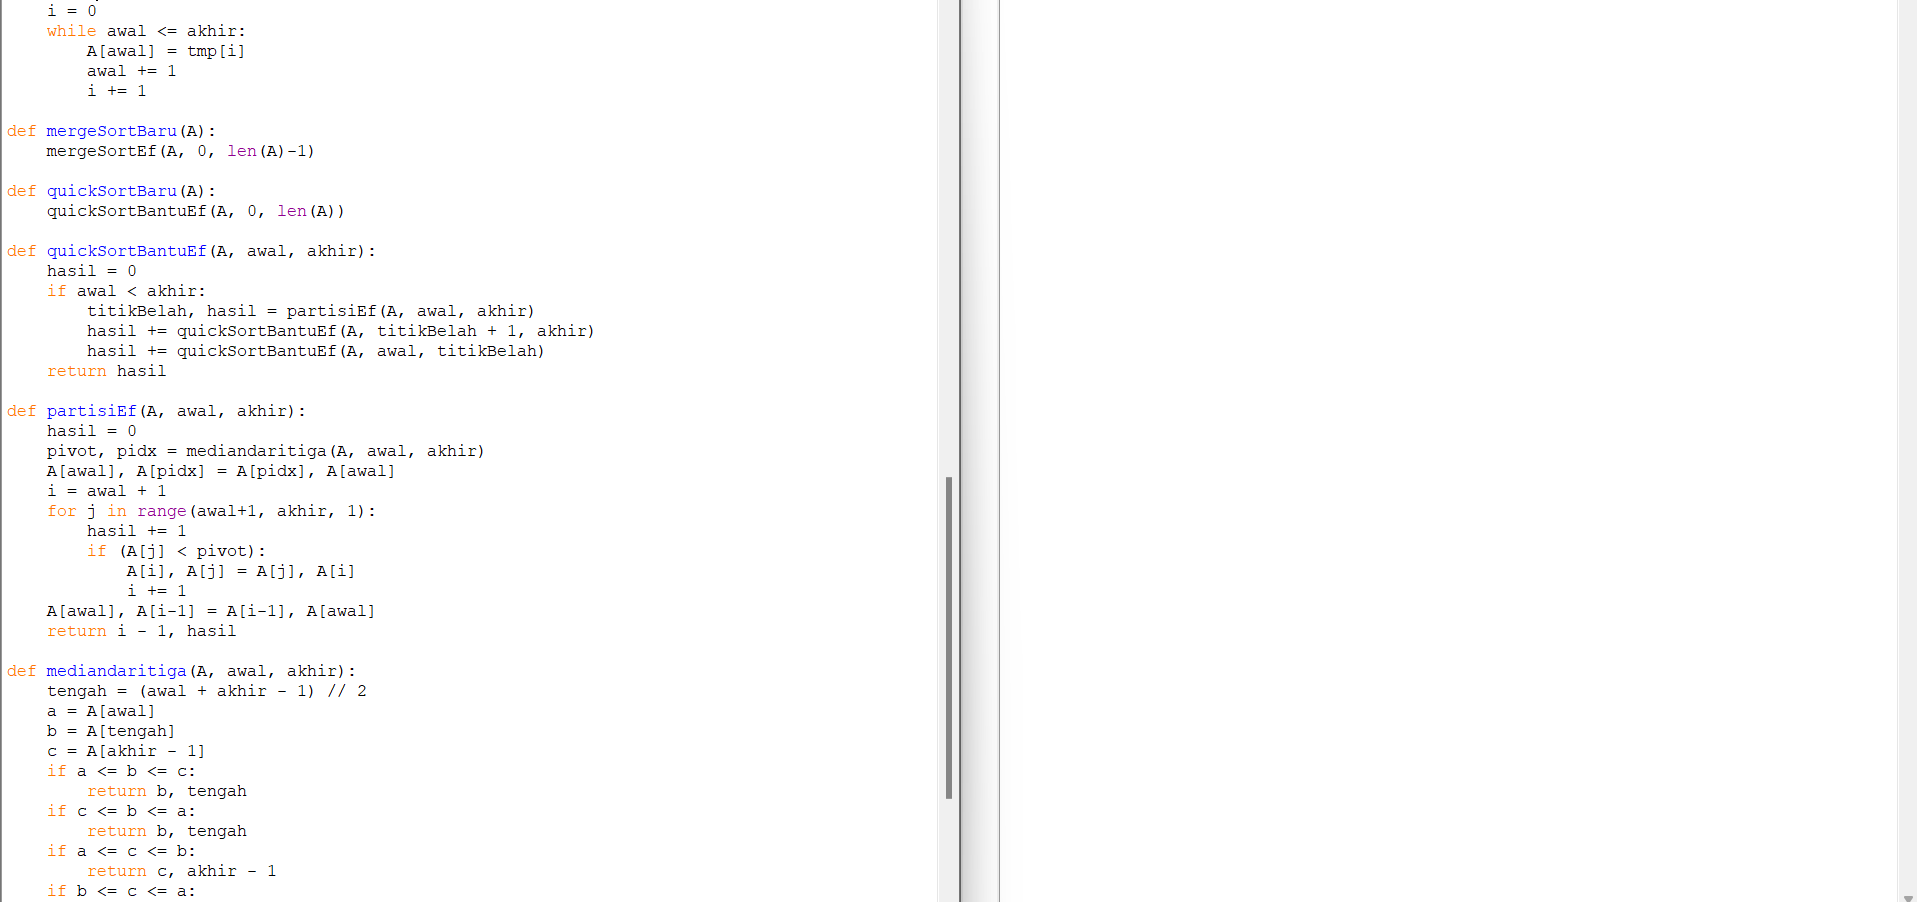 i = 0
    while awal <= akhir:
        A[awal] = tmp[i]
        awal += 1
        i += 1
def mergeSortBaru(A):
    mergeSortEf(A, 0, len(A)-1)
def quickSortBaru(A):
    quickSortBantuEf(A, 0, len(A))
def quickSortBantuEf(A, awal, akhir):
    hasil = 0
    if awal < akhir:
        titikBelah, hasil = partisiEf(A, awal, akhir)
        hasil += quickSortBantuEf(A, titikBelah + 1, akhir)
        hasil += quickSortBantuEf(A, awal, titikBelah)
    return hasil
def partisiEf(A, awal, akhir):
    hasil = 0
    pivot, pidx = mediandaritiga(A, awal, akhir)
    A[awal], A[pidx] = A[pidx], A[awal]
    i = awal + 1
    for j in range(awal+1, akhir, 1):
        hasil += 1
        if (A[j] < pivot):
            A[i], A[j] = A[j], A[i]
            i += 1
    A[awal], A[i-1] = A[i-1], A[awal]
    return i - 1, hasil
def mediandaritiga(A, awal, akhir):
    tengah = (awal + akhir - 1) // 2
    a = A[awal]
    b = A[tengah]
    c = A[akhir - 1]
    if a <= b <= c:
        return b, tengah
    if c <= b <= a:
        return b, tengah
    if a <= c <= b:
        return c, akhir - 1
    if b <= c <= a: